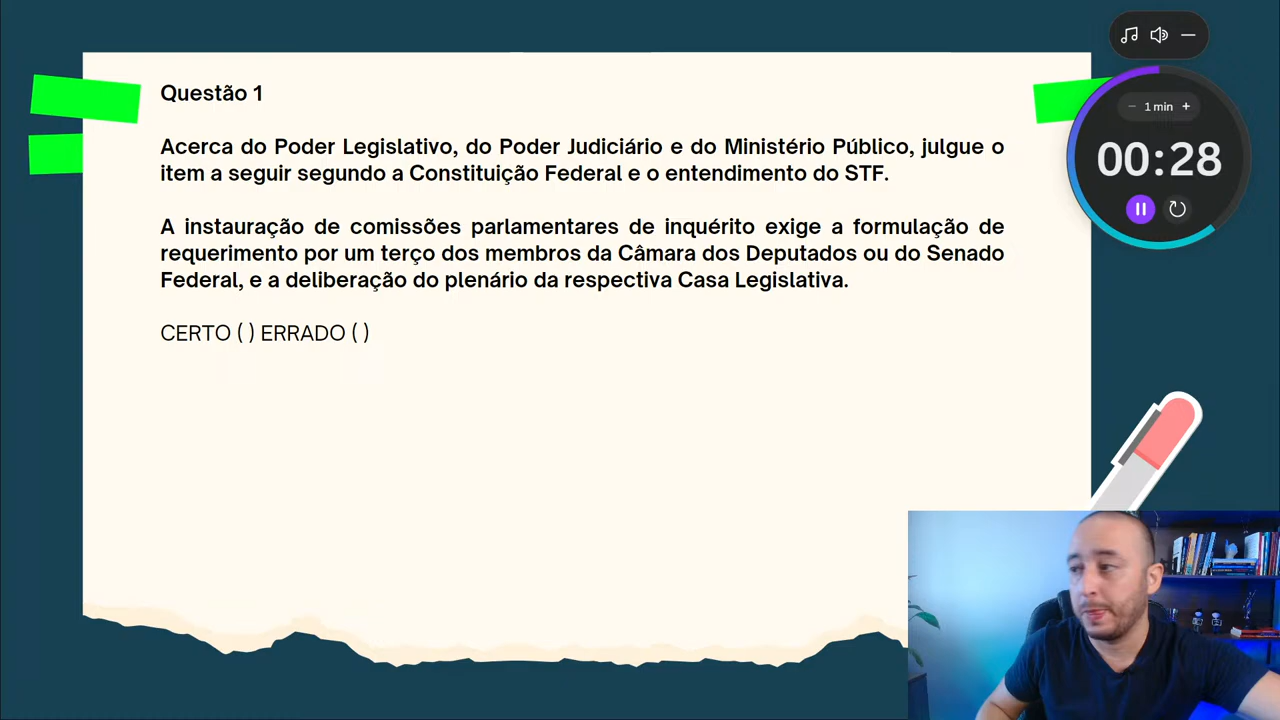 Questão 1
Acerca do Poder Legislativo, do Poder Judiciário e do Ministério Público, julgue o
item a seguir segundo a Constituição Federal e o entendimento do STF.
A instauração de comissões parlamentares de inquérito exige a formulação de
requerimento por um terço dos membros da Câmara dos Deputados ou do Senado
Federal, e a deliberação do plenário da respectiva Casa Legislativa.
CERTO ( ) ERRADO ( )
− 1 min +
00:28